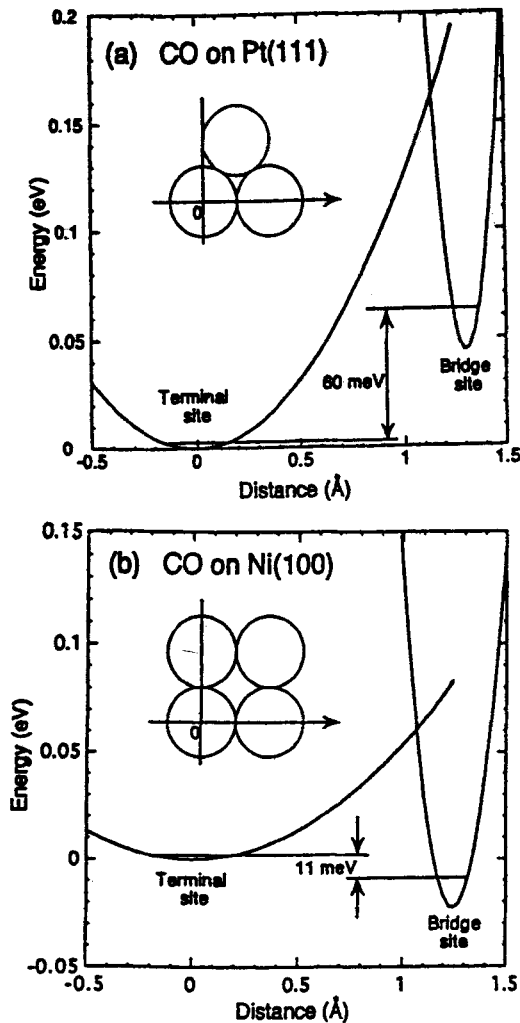 0.2
(a) CO on Pt(111)
0.15
0
0.1
Energy (eV)
0.05
60 meV
Terminal
site
Bridge
site
0
-0.5
0
0.5
1
1.5
Distance (Å)
0.15
(b) CO on Ni(100)
0.1
0
0.05
Energy (eV)
0
11 meV
Terminal
site
Bridge
site
-0.05
-0.5
0
0.5
1
1.5
Distance (Å)